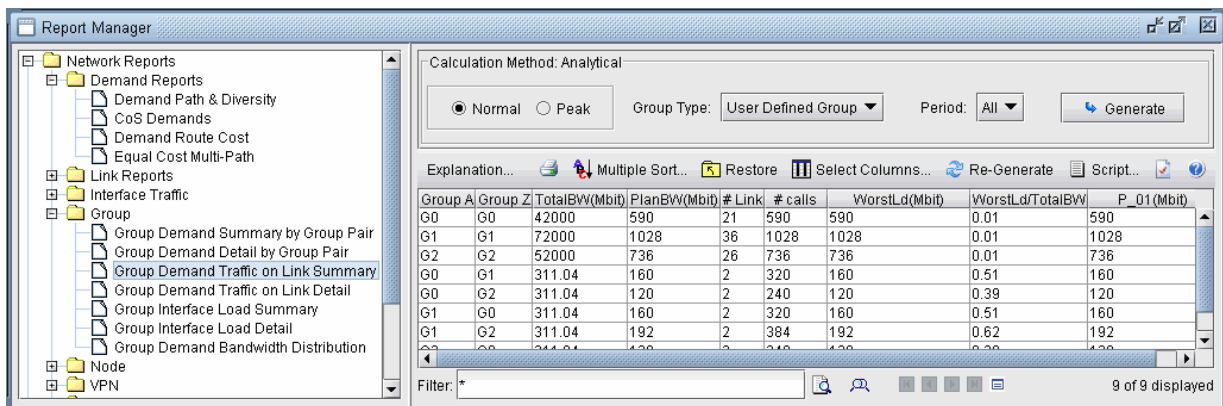 Report Manager
Network Reports
Demand Reports
Demand Path & Diversity
CoS Demands
Demand Route Cost
Equal Cost Multi-Path
Link Reports
Interface Traffic
Group
Group Demand Summary by Group Pair
Group Demand Detail by Group Pair
Group Demand Traffic on Link Summary
Group Demand Traffic on Link Detail
Group Interface Load Summary
Group Interface Load Detail
Group Demand Bandwidth Distribution
Node
VPN
Calculation Method: Analytical
Normal Peak Group Type: User Defined Group Period: All Generate
Explanation... Multiple Sort... Restore Select Columns... Re-Generate Script...
Group A Group Z TotalBW(Mbit) PlanBW(Mbit) # Link # calls WorstLd(Mbit) WorstLd/TotalBW P_01(Mbit)
G0 G0 42000 590 21 590 590 0.01 590
G1 G1 72000 1028 36 1028 1028 0.01 1028
G2 G2 52000 736 26 736 736 0.01 736
G0 G1 311.04 160 2 320 160 0.51 160
G0 G2 311.04 120 2 240 120 0.39 120
G1 G0 311.04 160 2 320 160 0.51 160
G1 G2 311.04 192 2 384 192 0.62 192
Filter: *
9 of 9 displayed